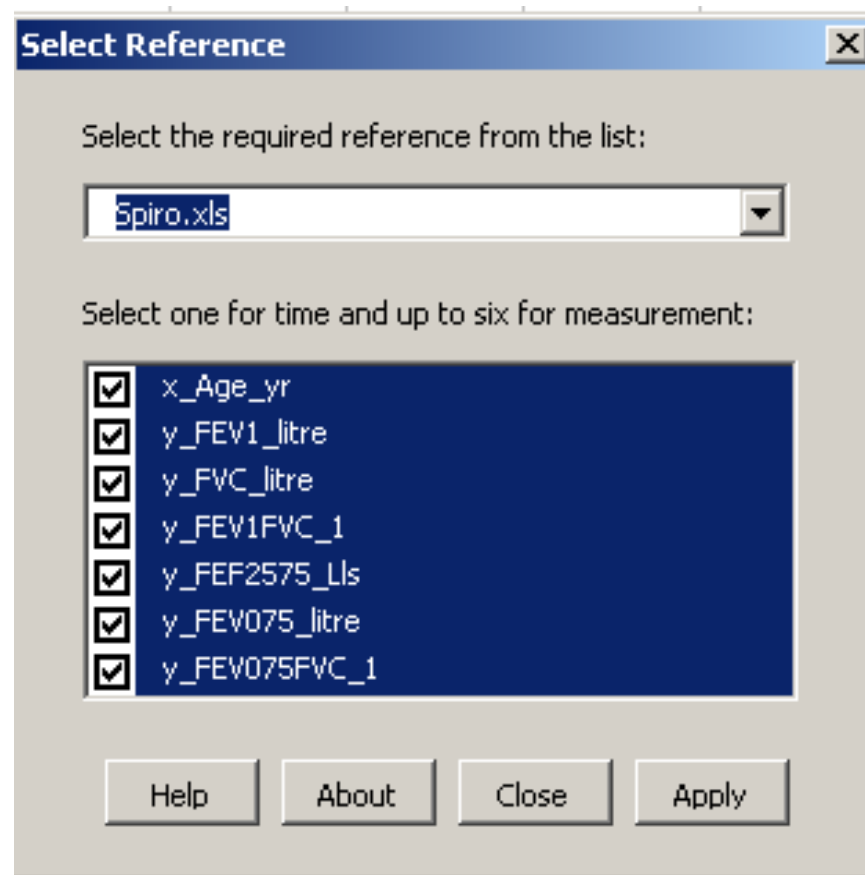 Select Reference
Select the required reference from the list:
Spiro.xls
Select one for time and up to six for measurement:
x_Age_yr
y_FEV1_litre
y_FVC_litre
y_FEV1FVC_1
y_FEF2575_Lls
y_FEV075_litre
y_FEV075FVC_1
Help About Close Apply